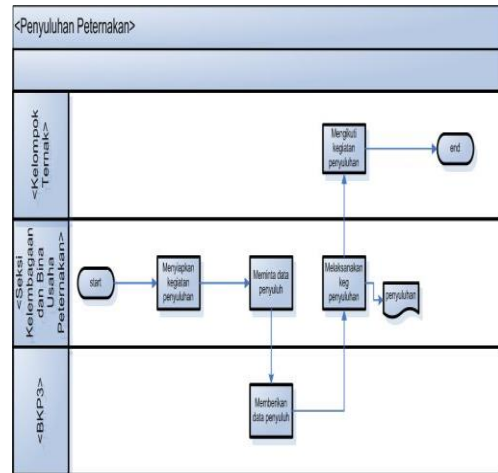 <Penyuluhan Peternakan>
<Kelompok
Ternak>
Mengikuti
kegiatan
penyuluhan
end
<Seksi
Kelembagaan
dan Bina
Usaha
Peternakan>
start
Menyiapkan
kegiatan
penyuluhan
Meminta data
penyuluh
Melaksanakan
keg
penyuluhan
penyuluhan
<BKP3>
Memberikan
data penyuluh